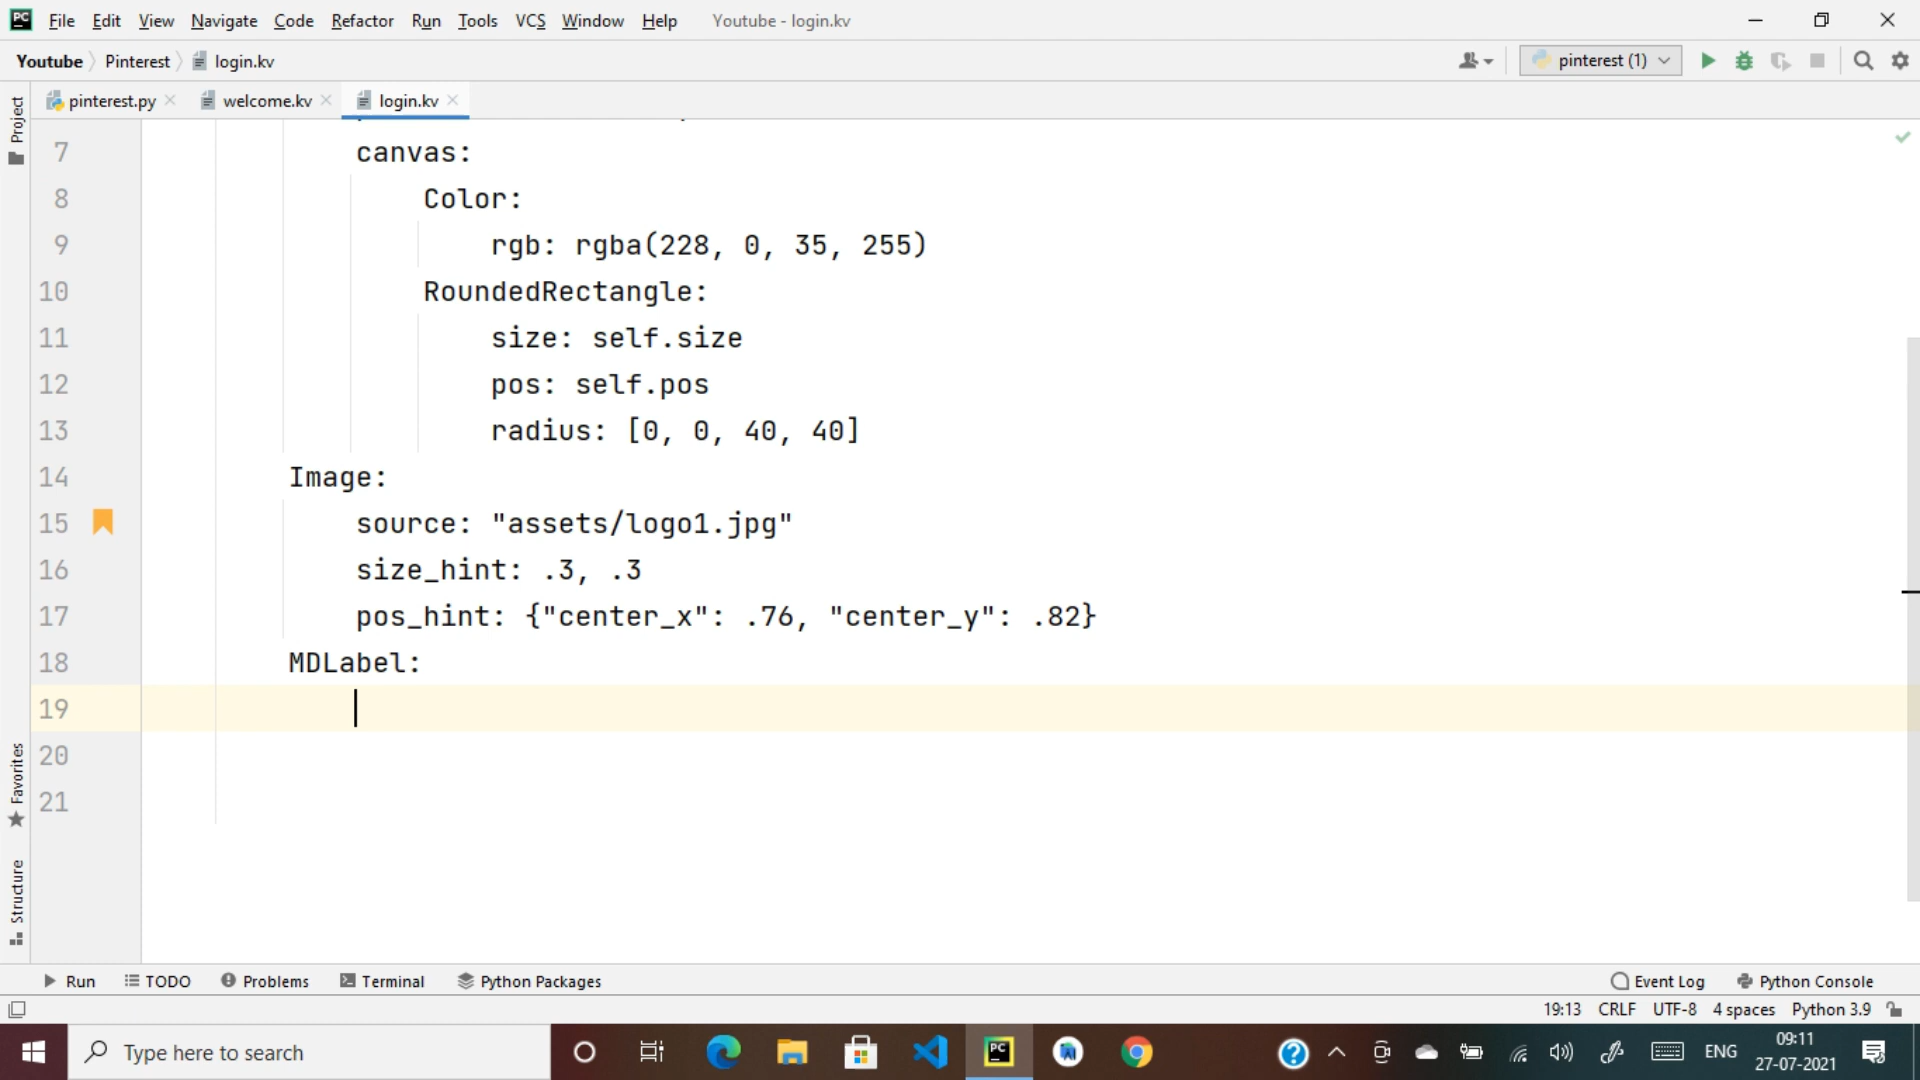 PC File Edit View Navigate Code Refactor Run Tools VCS Window Help Youtube - login.kv
Youtube Pinterest login.kv pinterest (1)
pinterest.py welcome.kv login.kv
Project
7 canvas:
8 Color:
9 rgb: rgba(228, 0, 35, 255)
10 RoundedRectangle:
11 size: self.size
12 pos: self.pos
13 radius: [0, 0, 40, 40]
14 Image:
15 source: "assets/logo1.jpg"
16 size_hint: .3, .3
17 pos_hint: {"center_x": .76, "center_y": .82}
18 MDLabel:
19
20
21
Favorites
Structure
Run TODO Problems Terminal Python Packages Event Log Python Console
19:13 CRLF UTF-8 4 spaces Python 3.9
Type here to search PC ENG 09:11
27-07-2021